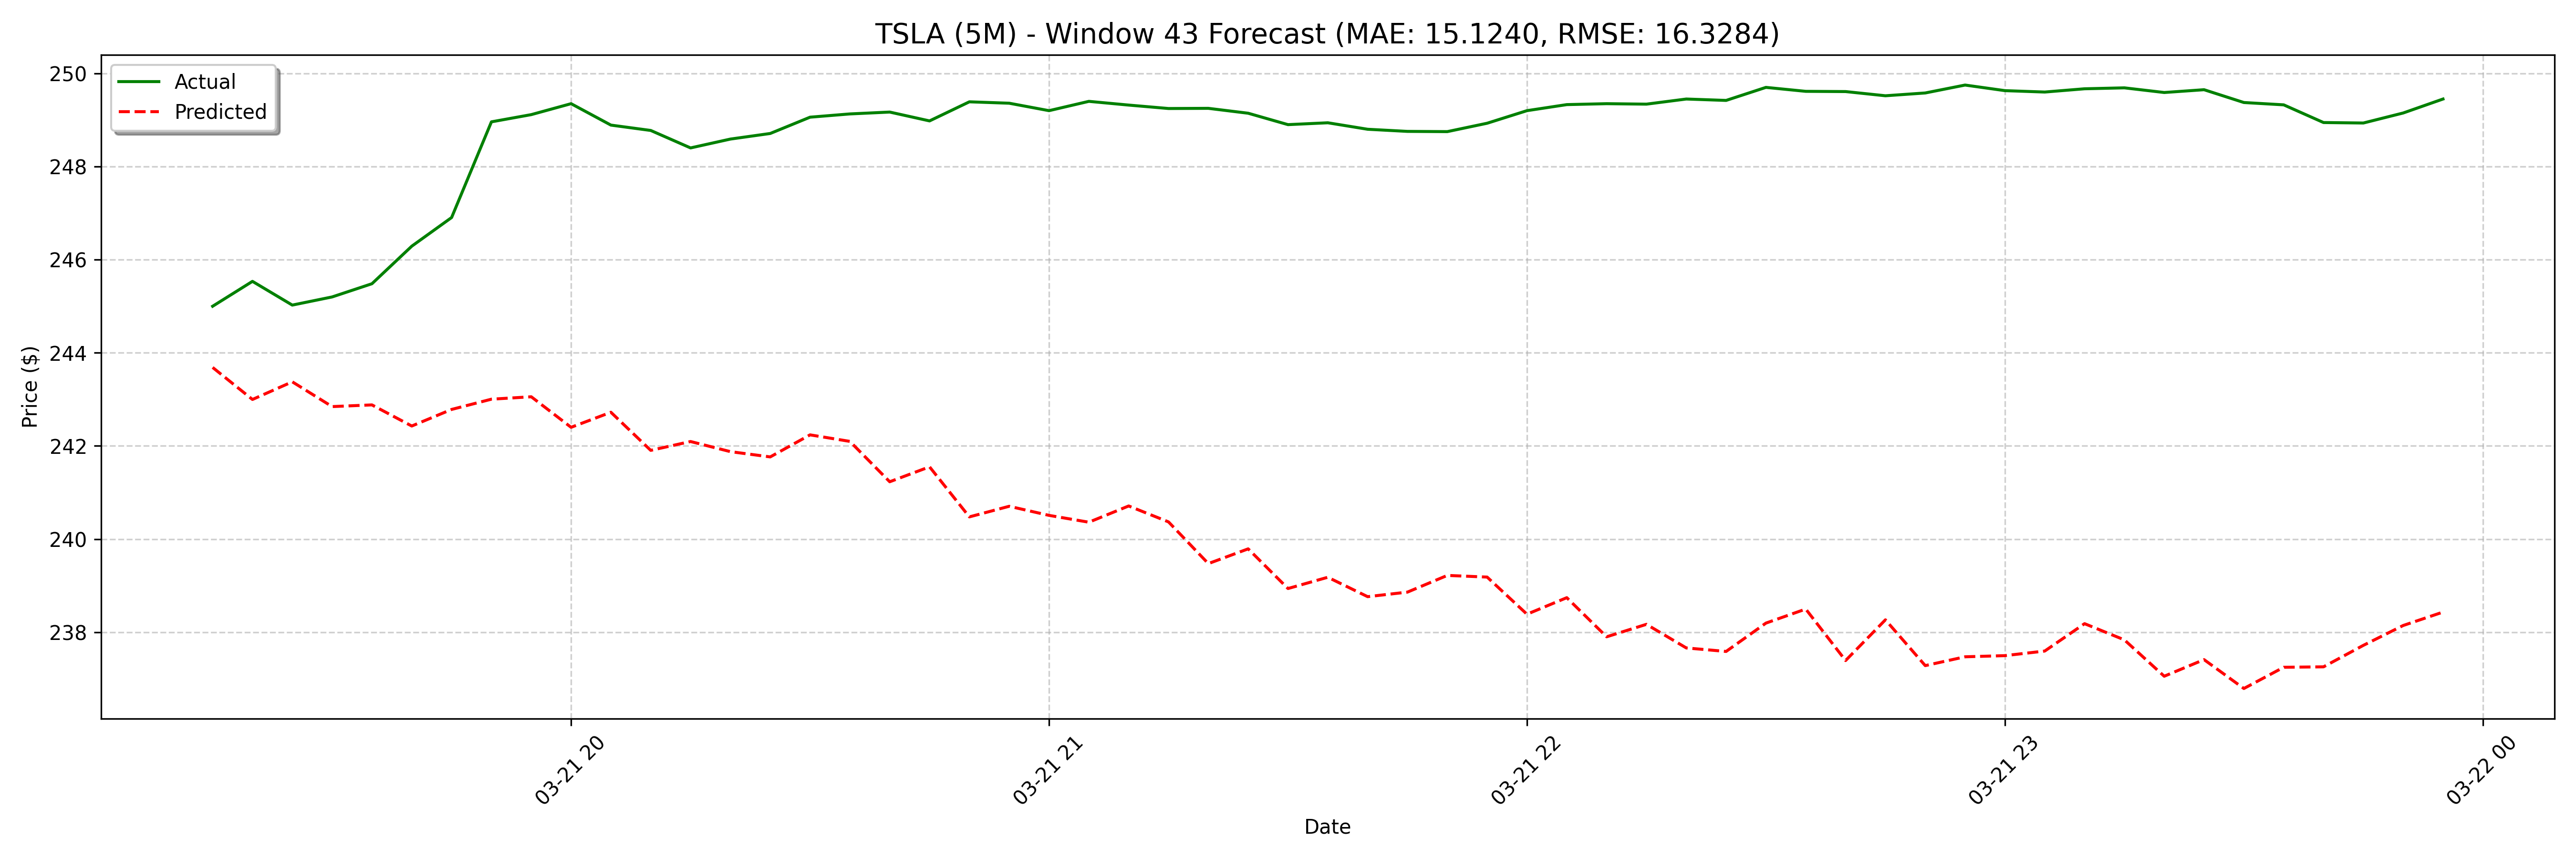 TSLA (5M) - Window 43 Forecast (MAE: 15.1240, RMSE: 16.3284)
Actual
Predicted
Price ($)
250
248
246
244
242
240
238
03-21 20
03-21 21
03-21 22
03-21 23
03-22 00
Date